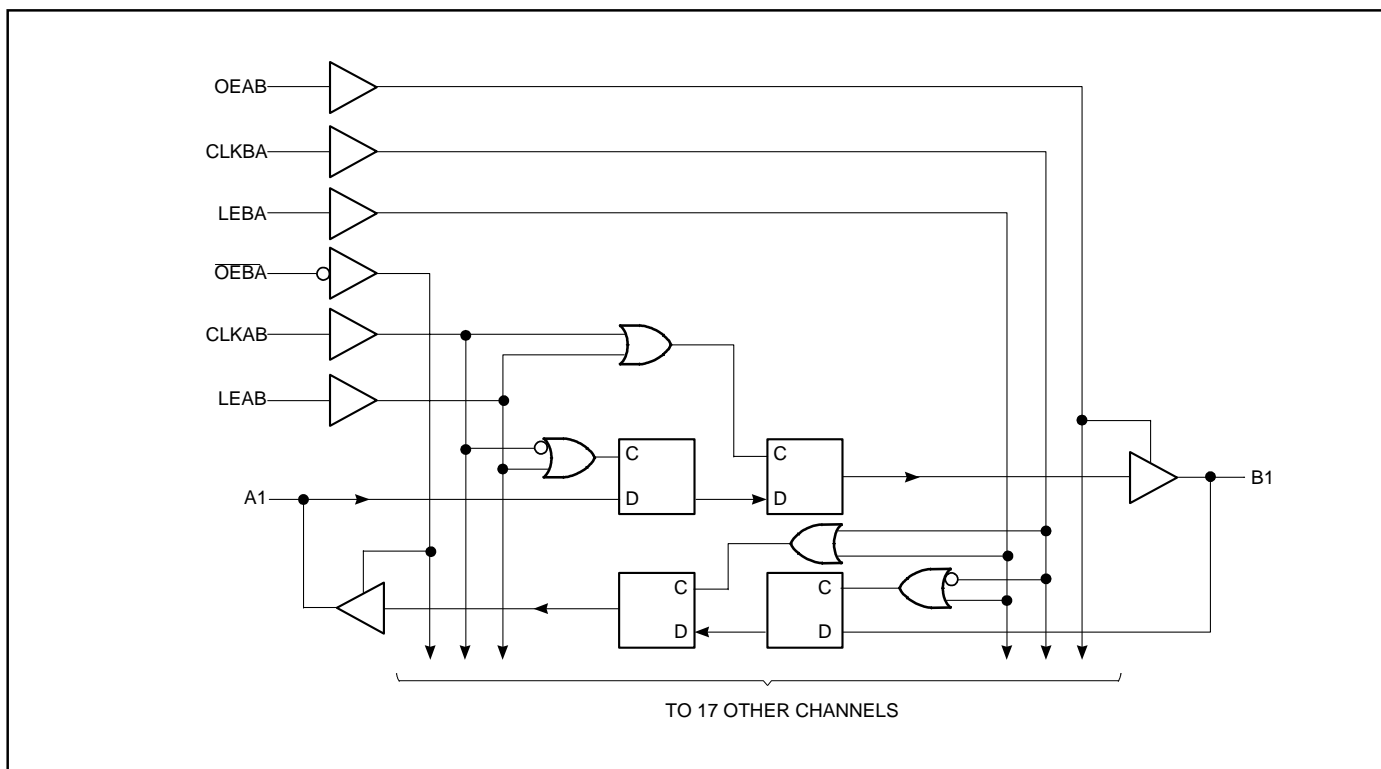 OEAB
CLKBA
LEBA
OEBA
CLKAB
LEAB
C
C
A1
D
D
B1
C
C
D
D
TO 17 OTHER CHANNELS